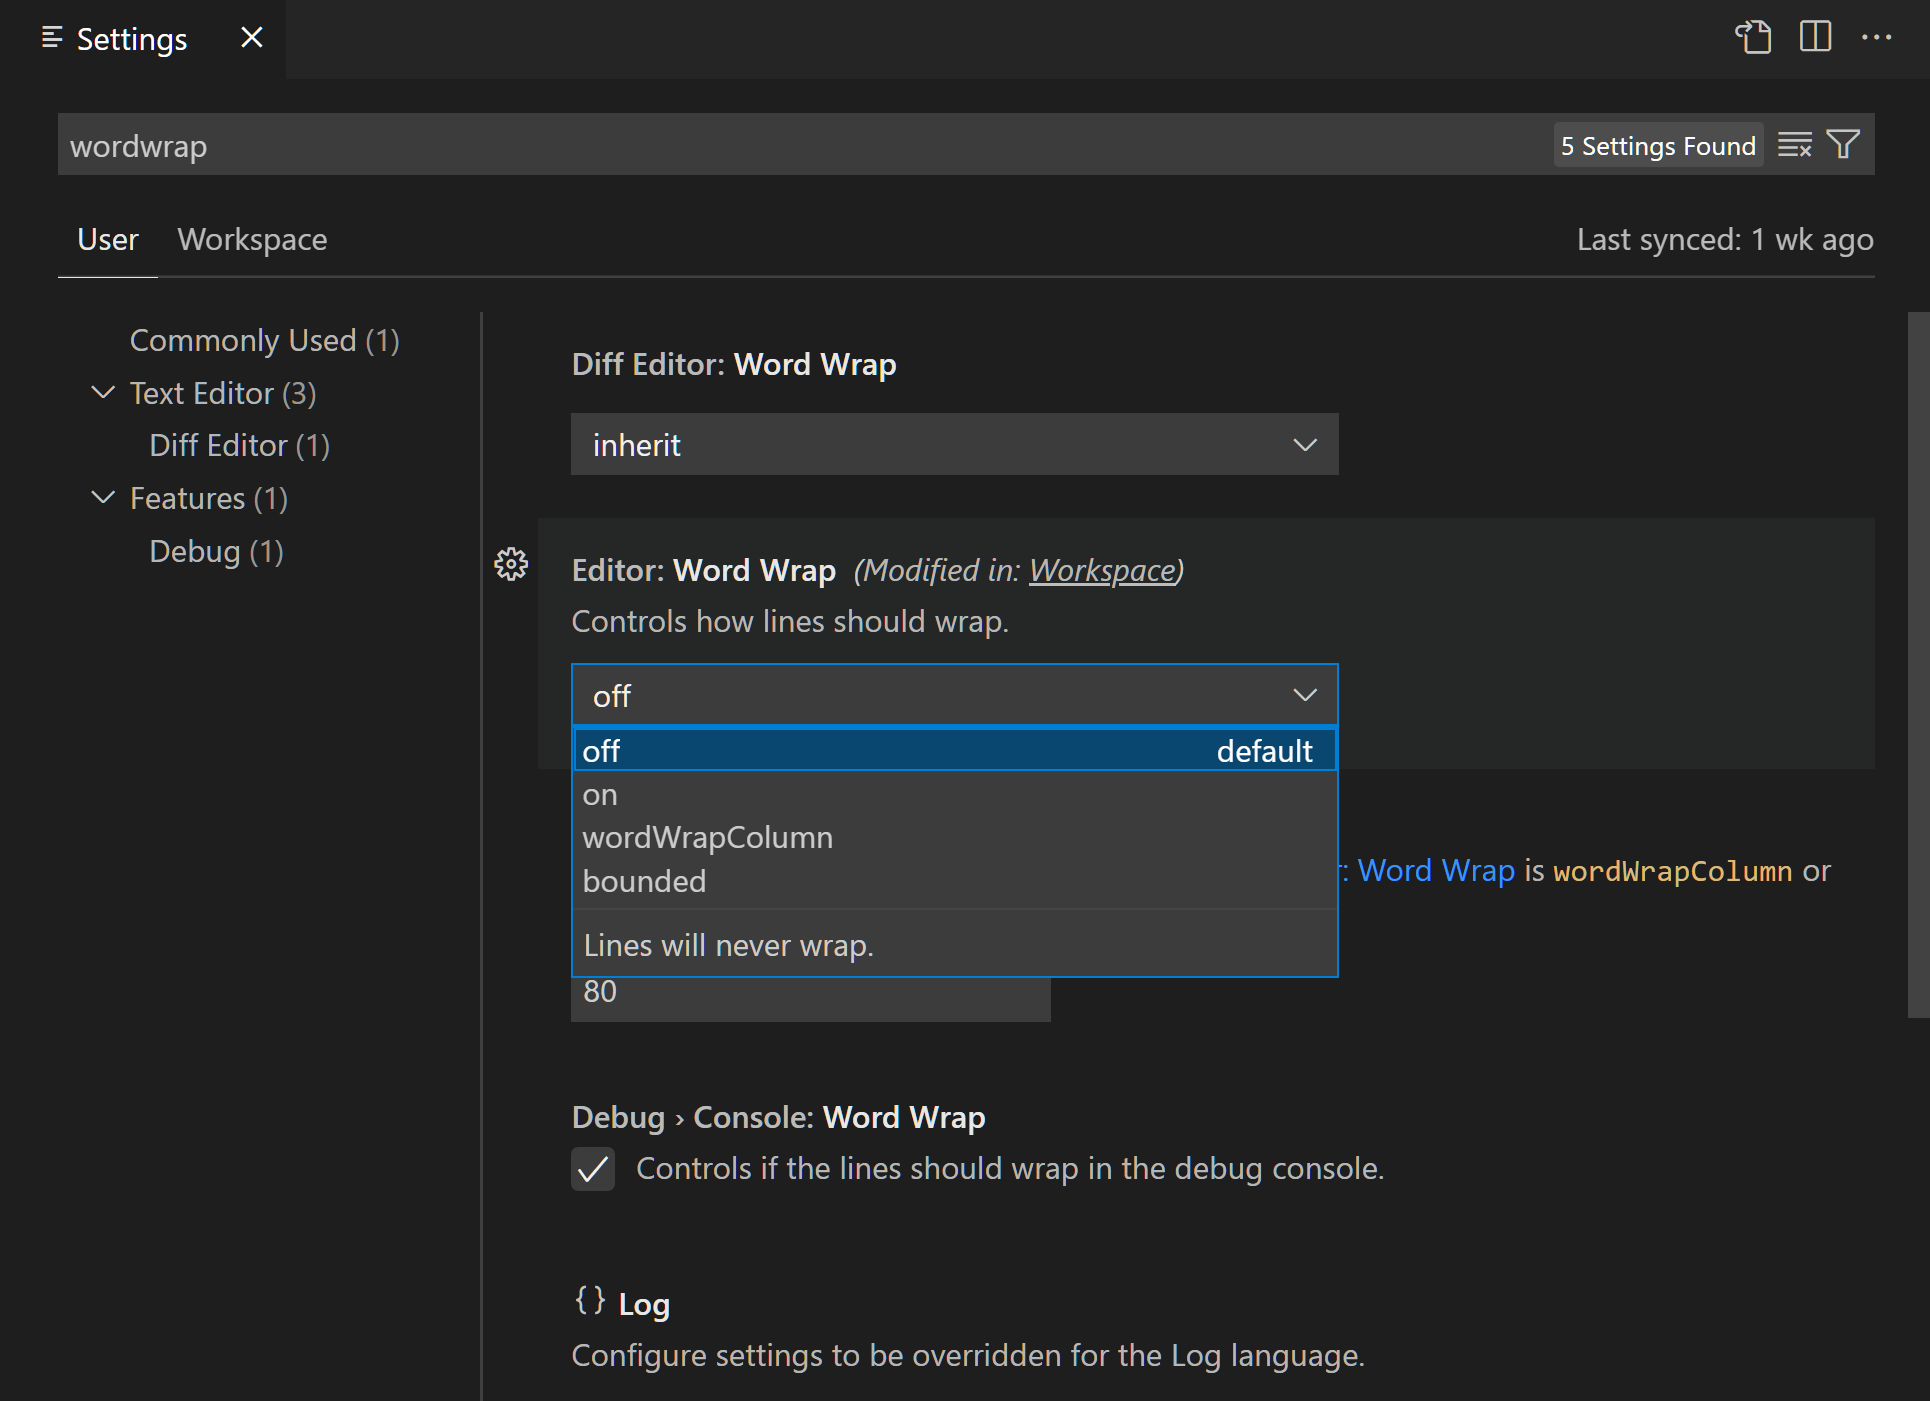 Settings
wordwrap
5 Settings Found
User Workspace
Last synced: 1 wk ago
Commonly Used (1)
Text Editor (3)
Diff Editor (1)
Features (1)
Debug (1)
Diff Editor: Word Wrap
inherit
Editor: Word Wrap (Modified in: Workspace)
Controls how lines should wrap.
off
off default
on
wordWrapColumn
bounded
: Word Wrap is wordWrapColumn or
Lines will never wrap.
80
Debug › Console: Word Wrap
Controls if the lines should wrap in the debug console.
{} Log
Configure settings to be overridden for the Log language.